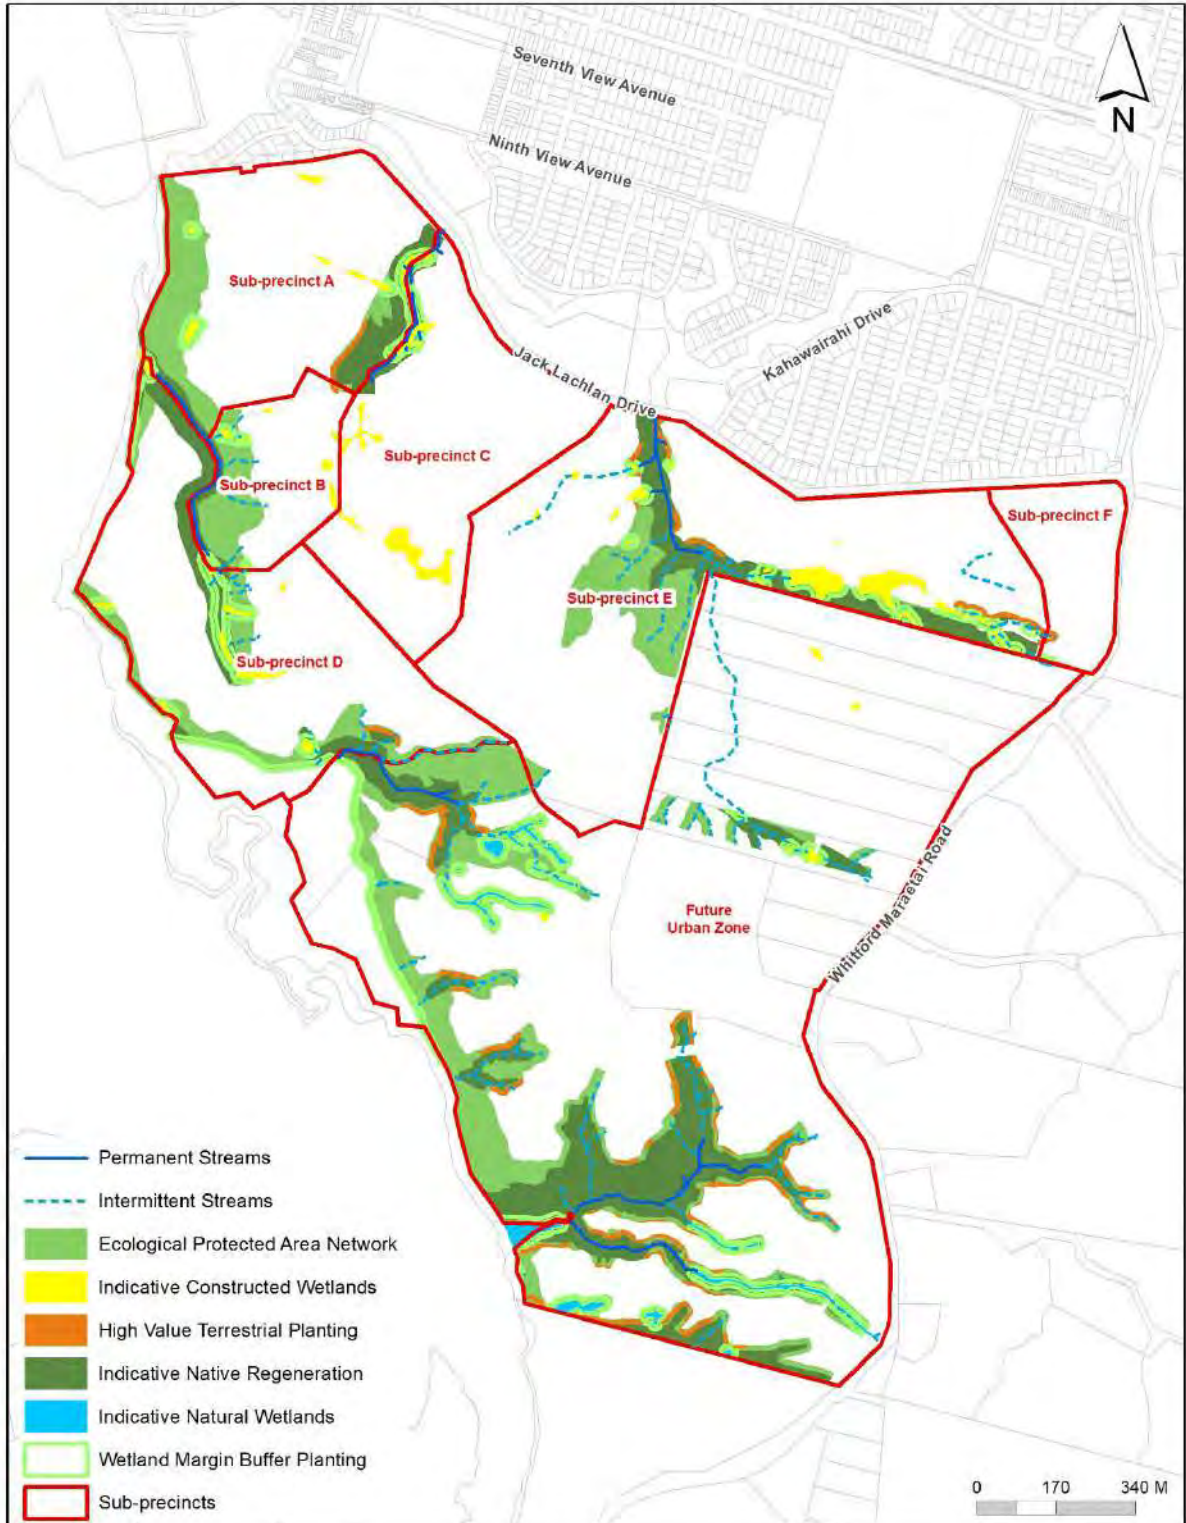 Seventh View Avenue
N
Ninth View Avenue
Sub-precinct A
Kahawairahi Drive
Jack Lachlan Drive
Sub-precinct C
Sub-precinct B
Sub-precinct F
Sub-precinct E
Sub-precinct D
Whitford Maraetai Road
Future
Urban Zone
Permanent Streams
Intermittent Streams
Ecological Protected Area Network
Indicative Constructed Wetlands
High Value Terrestrial Planting
Indicative Native Regeneration
Indicative Natural Wetlands
Wetland Margin Buffer Planting
Sub-precincts
0 170 340 M